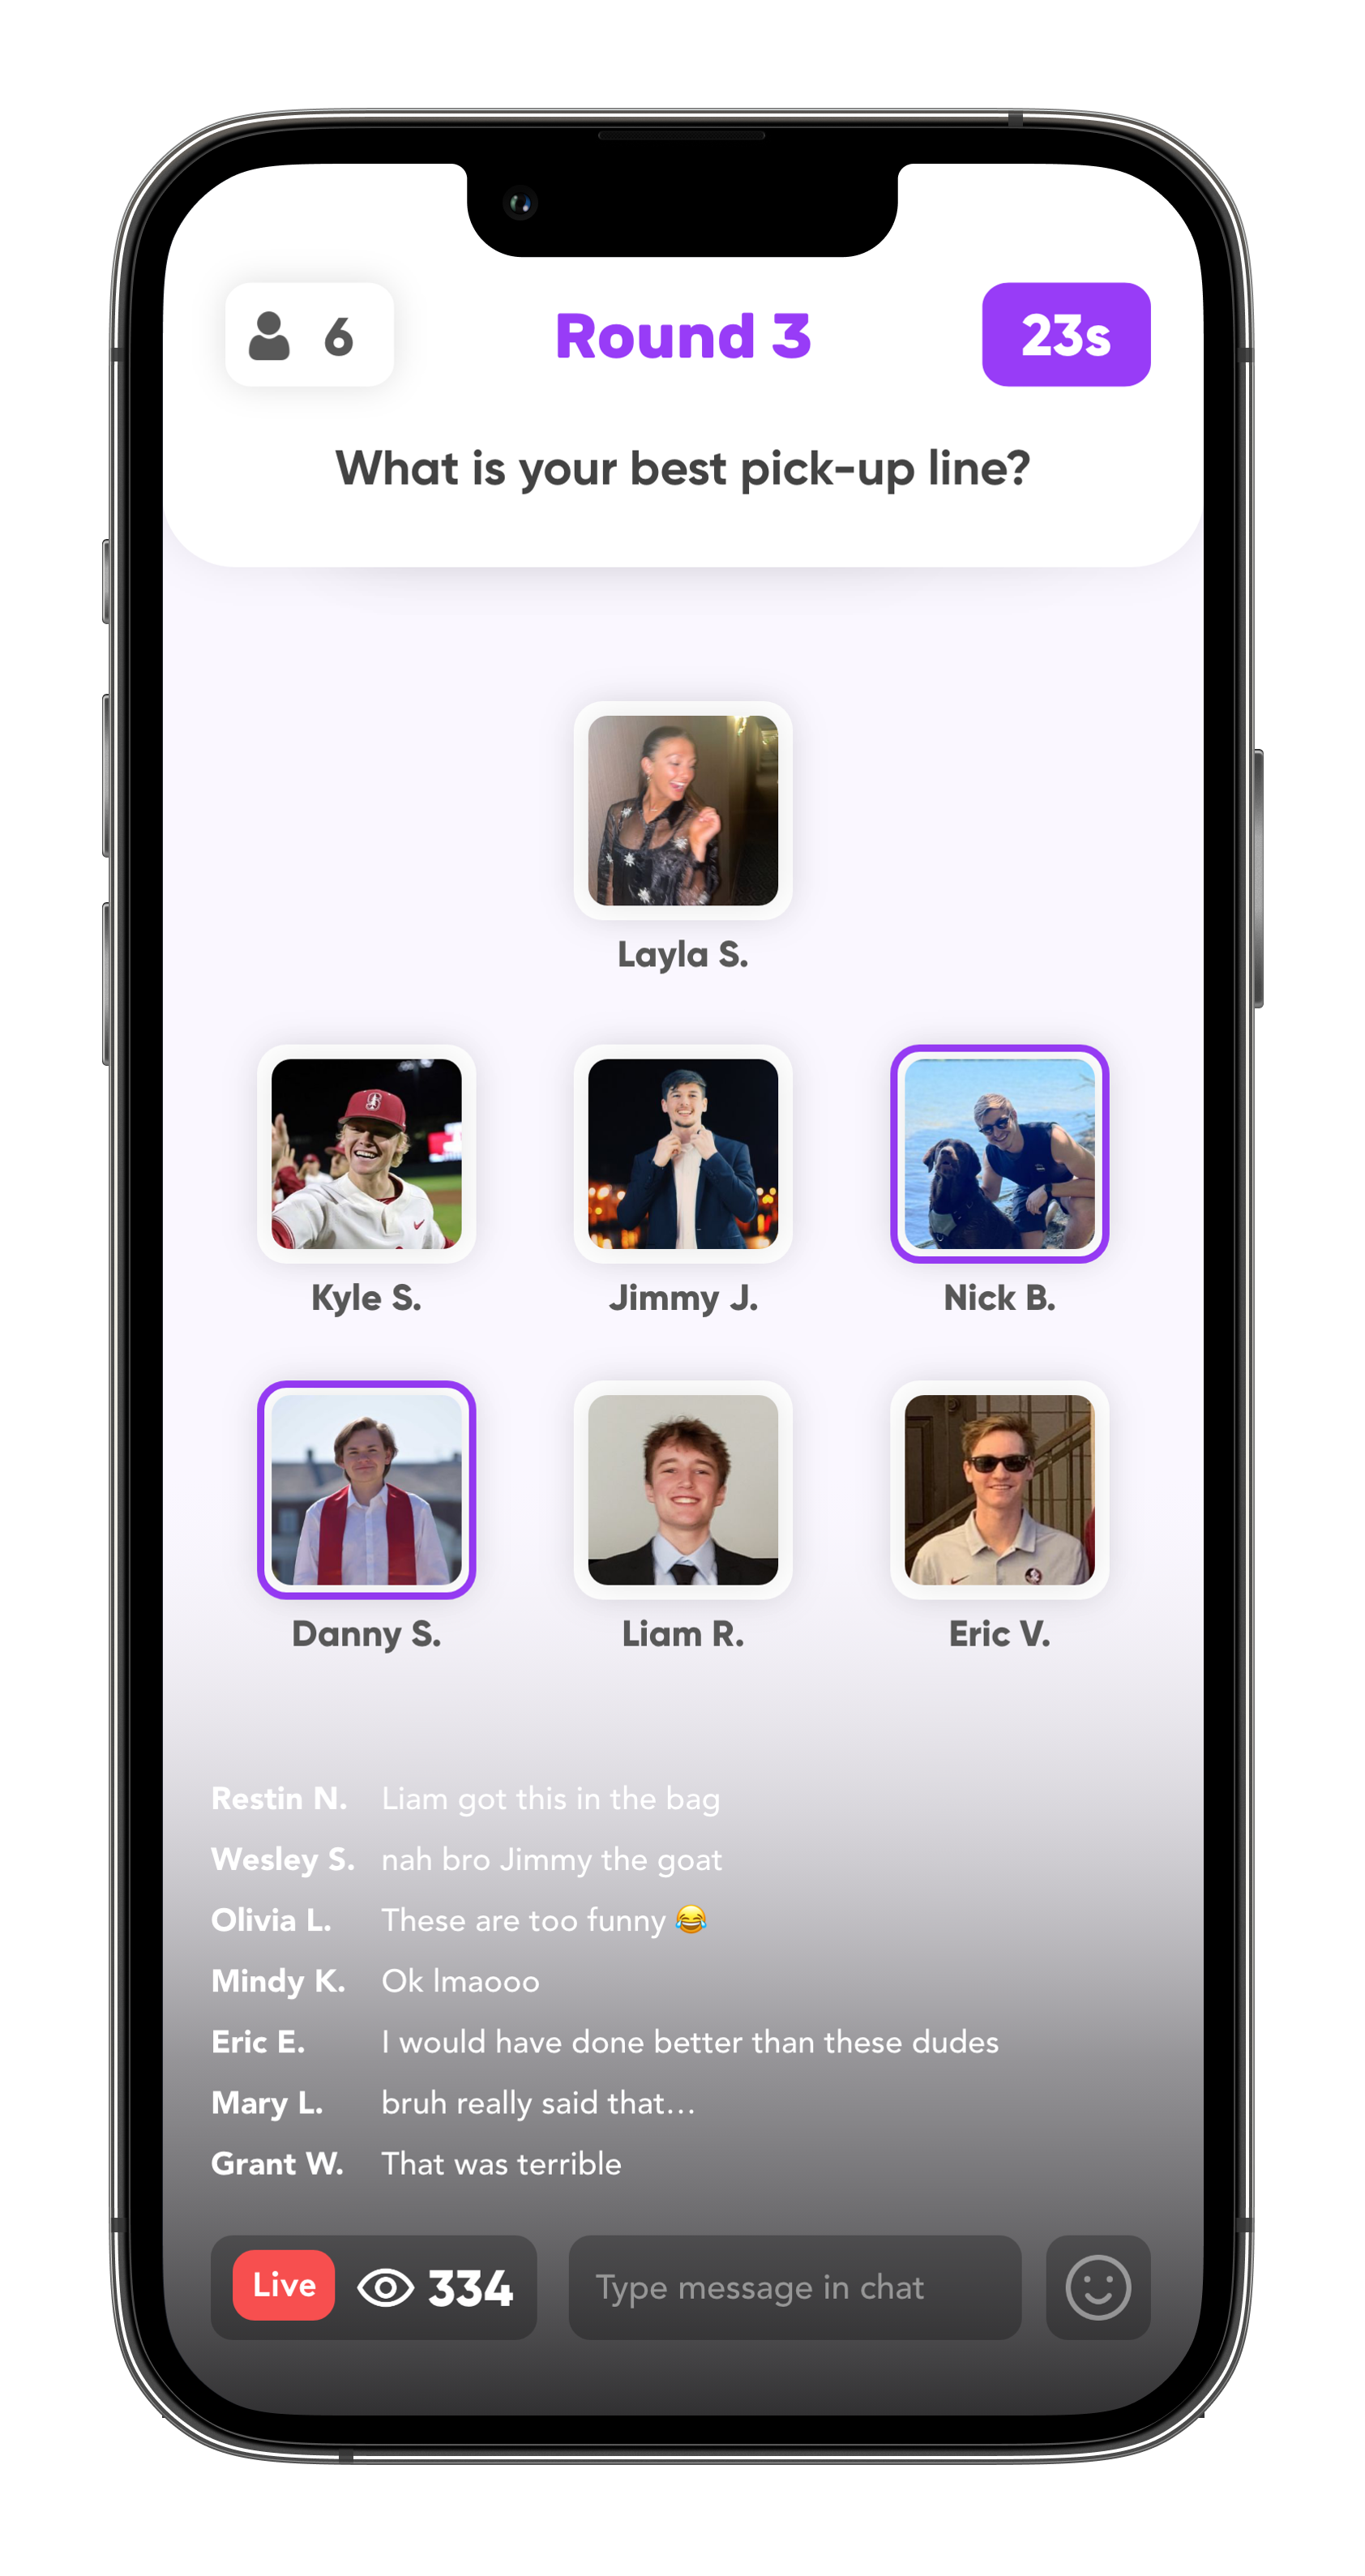 6 Round 3 23s
What is your best pick-up line?
Layla S.
Kyle S. Jimmy J. Nick B.
Danny S. Liam R. Eric V.
Restin N. Liam got this in the bag
Wesley S. nah bro Jimmy the goat
Olivia L. These are too funny 😂
Mindy K. Ok lmaooo
Eric E. I would have done better than these dudes
Mary L. bruh really said that...
Grant W. That was terrible
Live 334 Type message in chat